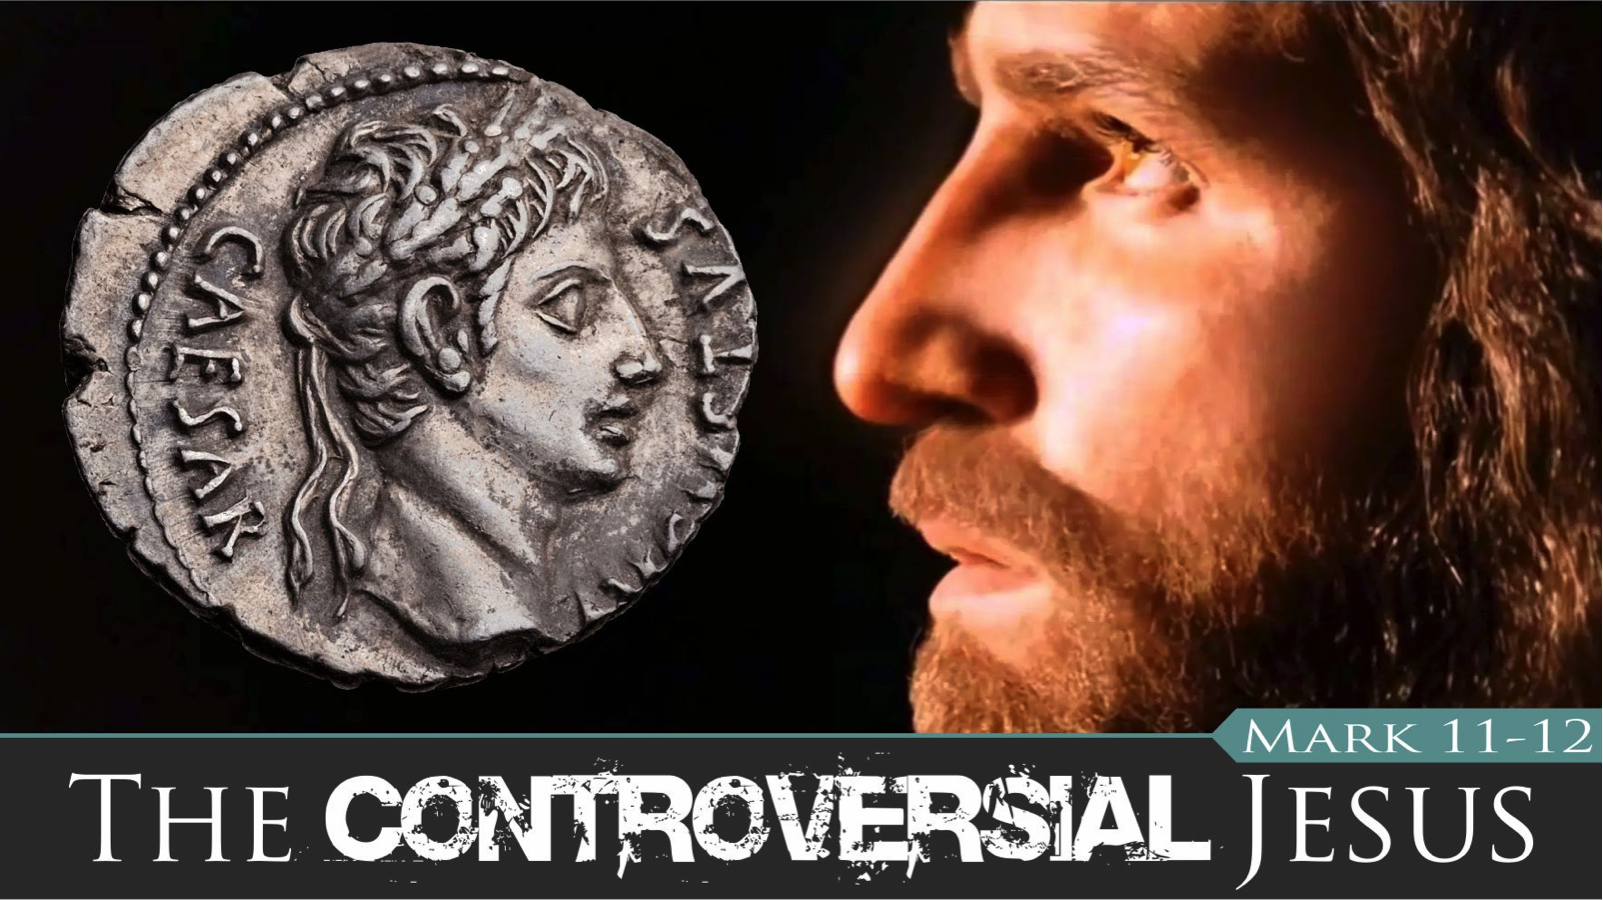 CAESAR
MARK 11-12
THE CONTROVERSIAL JESUS